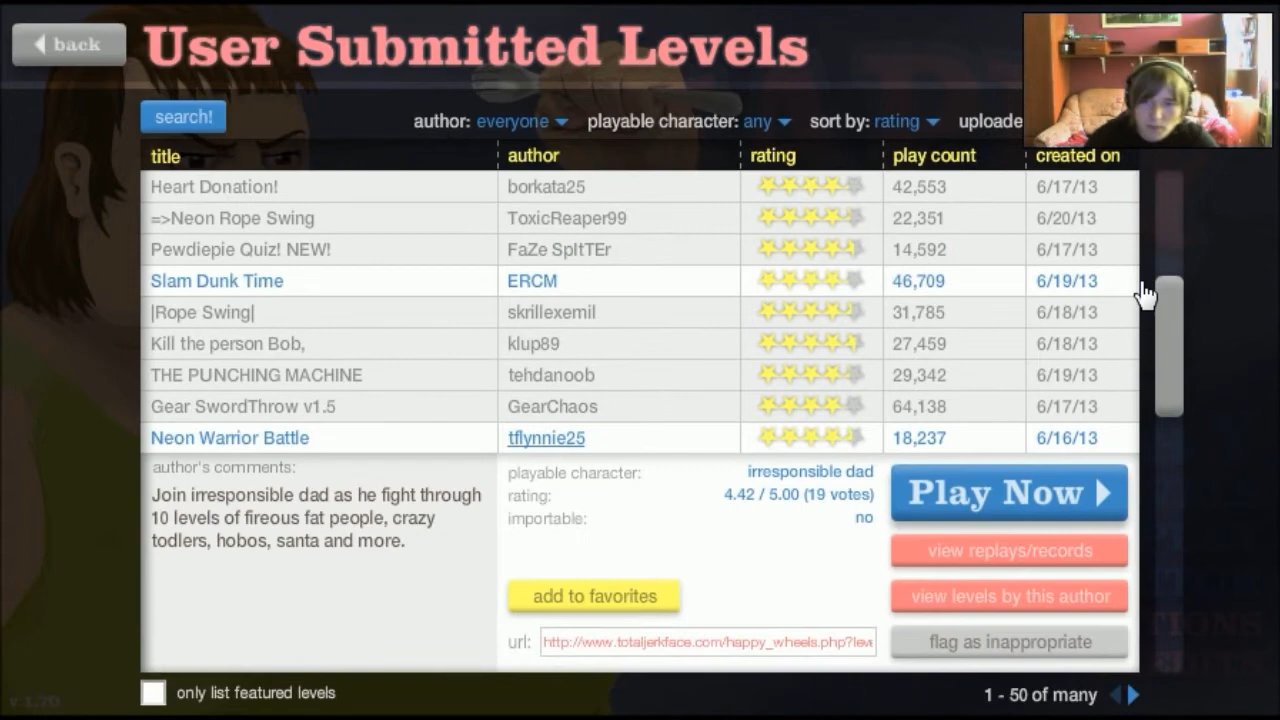 back
User Submitted Levels
search!
author: everyone playable character: any sort by: rating uploade
title author rating play count created on
Heart Donation! borkata25 42,553 6/17/13
=>Neon Rope Swing ToxicReaper99 22,351 6/20/13
Pewdiepie Quiz! NEW! FaZe SpItTEr 14,592 6/17/13
Slam Dunk Time ERCM 46,709 6/19/13
|Rope Swing| skrillexemil 31,785 6/18/13
Kill the person Bob, klup89 27,459 6/18/13
THE PUNCHING MACHINE tehdanoob 29,342 6/19/13
Gear SwordThrow v1.5 GearChaos 64,138 6/17/13
Neon Warrior Battle tflynnie25 18,237 6/16/13
author's comments:
Join irresponsible dad as he fight through
10 levels of fireous fat people, crazy
todlers, hobos, santa and more.
playable character: irresponsible dad
rating: 4.42 / 5.00 (19 votes)
importable: no
add to favorites
url: http://www.totaljerkface.com/happy_wheels.php?leve
Play Now
view replays/records
view levels by this author
flag as inappropriate
only list featured levels
1 - 50 of many
v 1.70